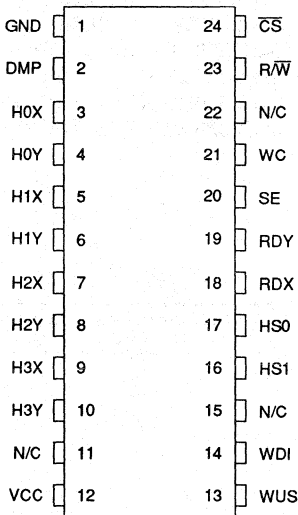 GND 1 24 C̅S̅
DMP 2 23 R/W̅
H0X 3 22 N/C
H0Y 4 21 WC
H1X 5 20 SE
H1Y 6 19 RDY
H2X 7 18 RDX
H2Y 8 17 HS0
H3X 9 16 HS1
H3Y 10 15 N/C
N/C 11 14 WDI
VCC 12 13 WUS